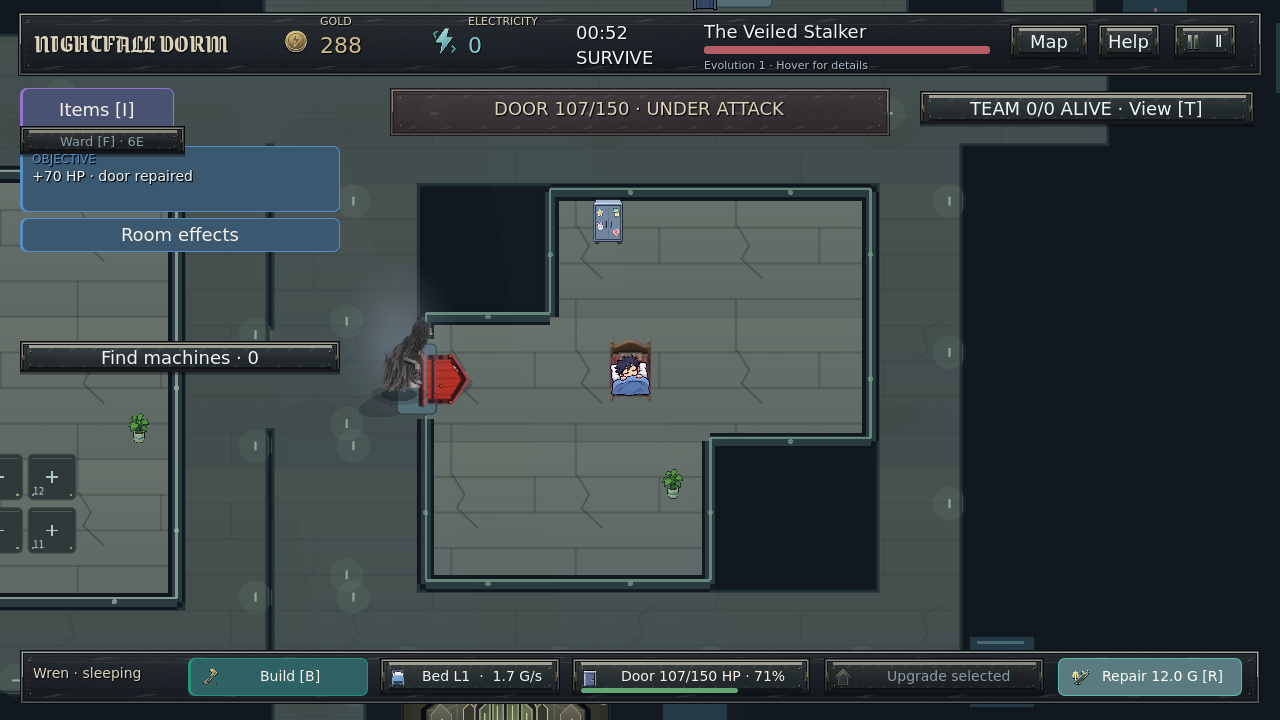 NIGHTFALL DORM
GOLD
288
ELECTRICITY
0
00:52
SURVIVE
The Veiled Stalker
Evolution 1 · Hover for details
Map
Help
II
Items [I]
Ward [F] · 6E
DOOR 107/150 · UNDER ATTACK
TEAM 0/0 ALIVE · View [T]
OBJECTIVE
+70 HP · door repaired
Room effects
Find machines · 0
+
12
+
11
Wren · sleeping
Build [B]
Bed L1 · 1.7 G/s
Door 107/150 HP · 71%
Upgrade selected
Repair 12.0 G [R]